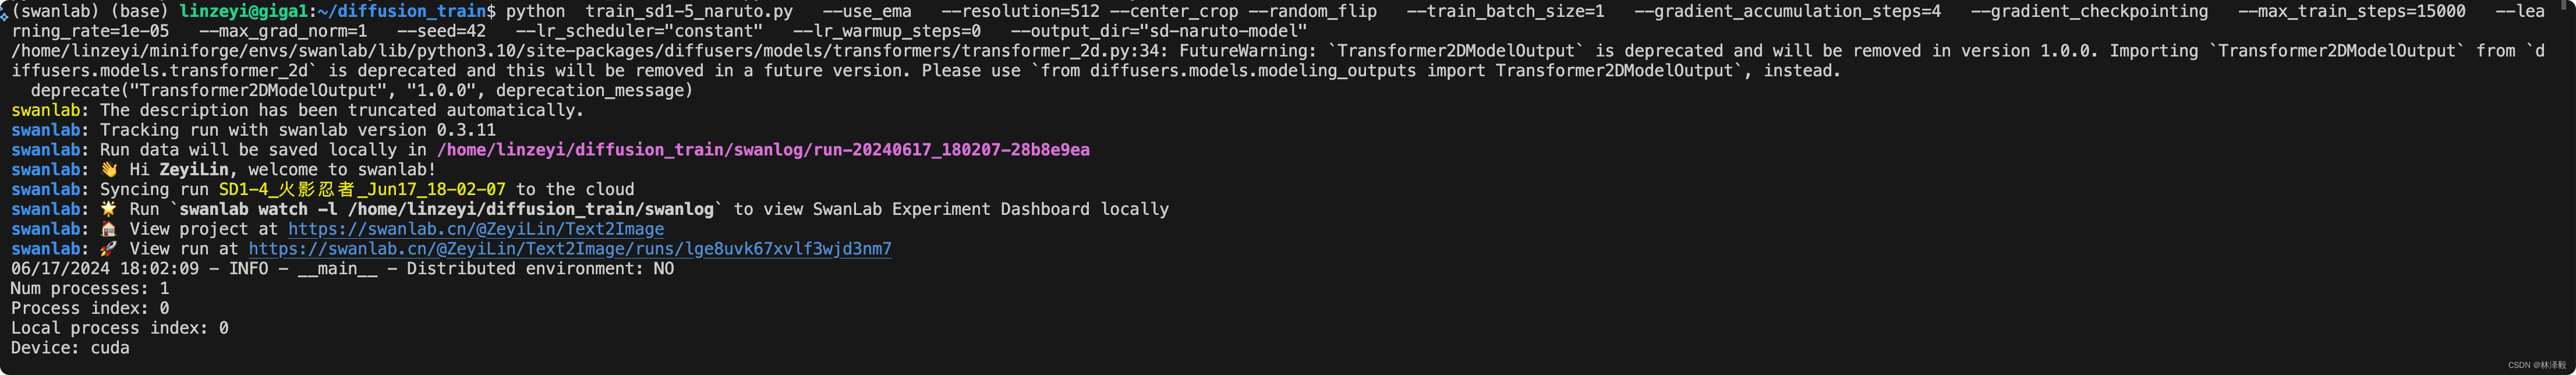 (swanlab) (base) linzeyi@giga1:~/diffusion_train$ python  train_sd1-5_naruto.py   --use_ema   --resolution=512 --center_crop --random_flip   --train_batch_size=1   --gradient_accumulation_steps=4   --gradient_checkpointing   --max_train_steps=15000   --lea
rning_rate=1e-05   --max_grad_norm=1   --seed=42   --lr_scheduler="constant"   --lr_warmup_steps=0   --output_dir="sd-naruto-model"
/home/linzeyi/miniforge/envs/swanlab/lib/python3.10/site-packages/diffusers/models/transformers/transformer_2d.py:34: FutureWarning: `Transformer2DModelOutput` is deprecated and will be removed in version 1.0.0. Importing `Transformer2DModelOutput` from `d
iffusers.models.transformer_2d` is deprecated and this will be removed in a future version. Please use `from diffusers.models.modeling_outputs import Transformer2DModelOutput`, instead.
  deprecate("Transformer2DModelOutput", "1.0.0", deprecation_message)
swanlab: The description has been truncated automatically.
swanlab: Tracking run with swanlab version 0.3.11
swanlab: Run data will be saved locally in /home/linzeyi/diffusion_train/swanlog/run-20240617_180207-28b8e9ea
swanlab: 👋 Hi ZeyiLin, welcome to swanlab!
swanlab: Syncing run SD1-4_火影忍者_Jun17_18-02-07 to the cloud
swanlab: 🌟 Run `swanlab watch -l /home/linzeyi/diffusion_train/swanlog` to view SwanLab Experiment Dashboard locally
swanlab: 🏠 View project at https://swanlab.cn/@ZeyiLin/Text2Image
swanlab: 🚀 View run at https://swanlab.cn/@ZeyiLin/Text2Image/runs/lge8uvk67xvlf3wjd3nm7
06/17/2024 18:02:09 - INFO - __main__ - Distributed environment: NO
Num processes: 1
Process index: 0
Local process index: 0
Device: cuda
CSDN @林泽毅